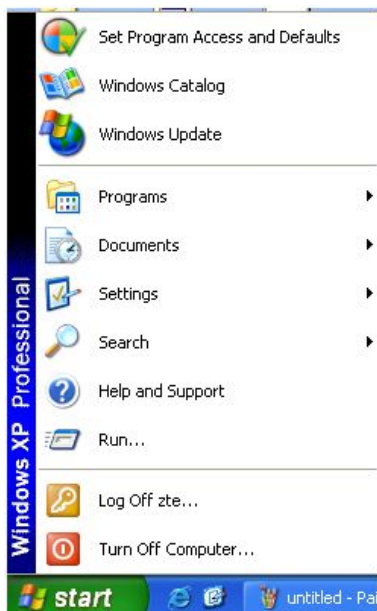 Set Program Access and Defaults
Windows Catalog
Windows Update
Programs
Documents
Settings
Search
Help and Support
Run...
Log Off zte...
Turn Off Computer...
Windows XP Professional
start
untitled - Pai